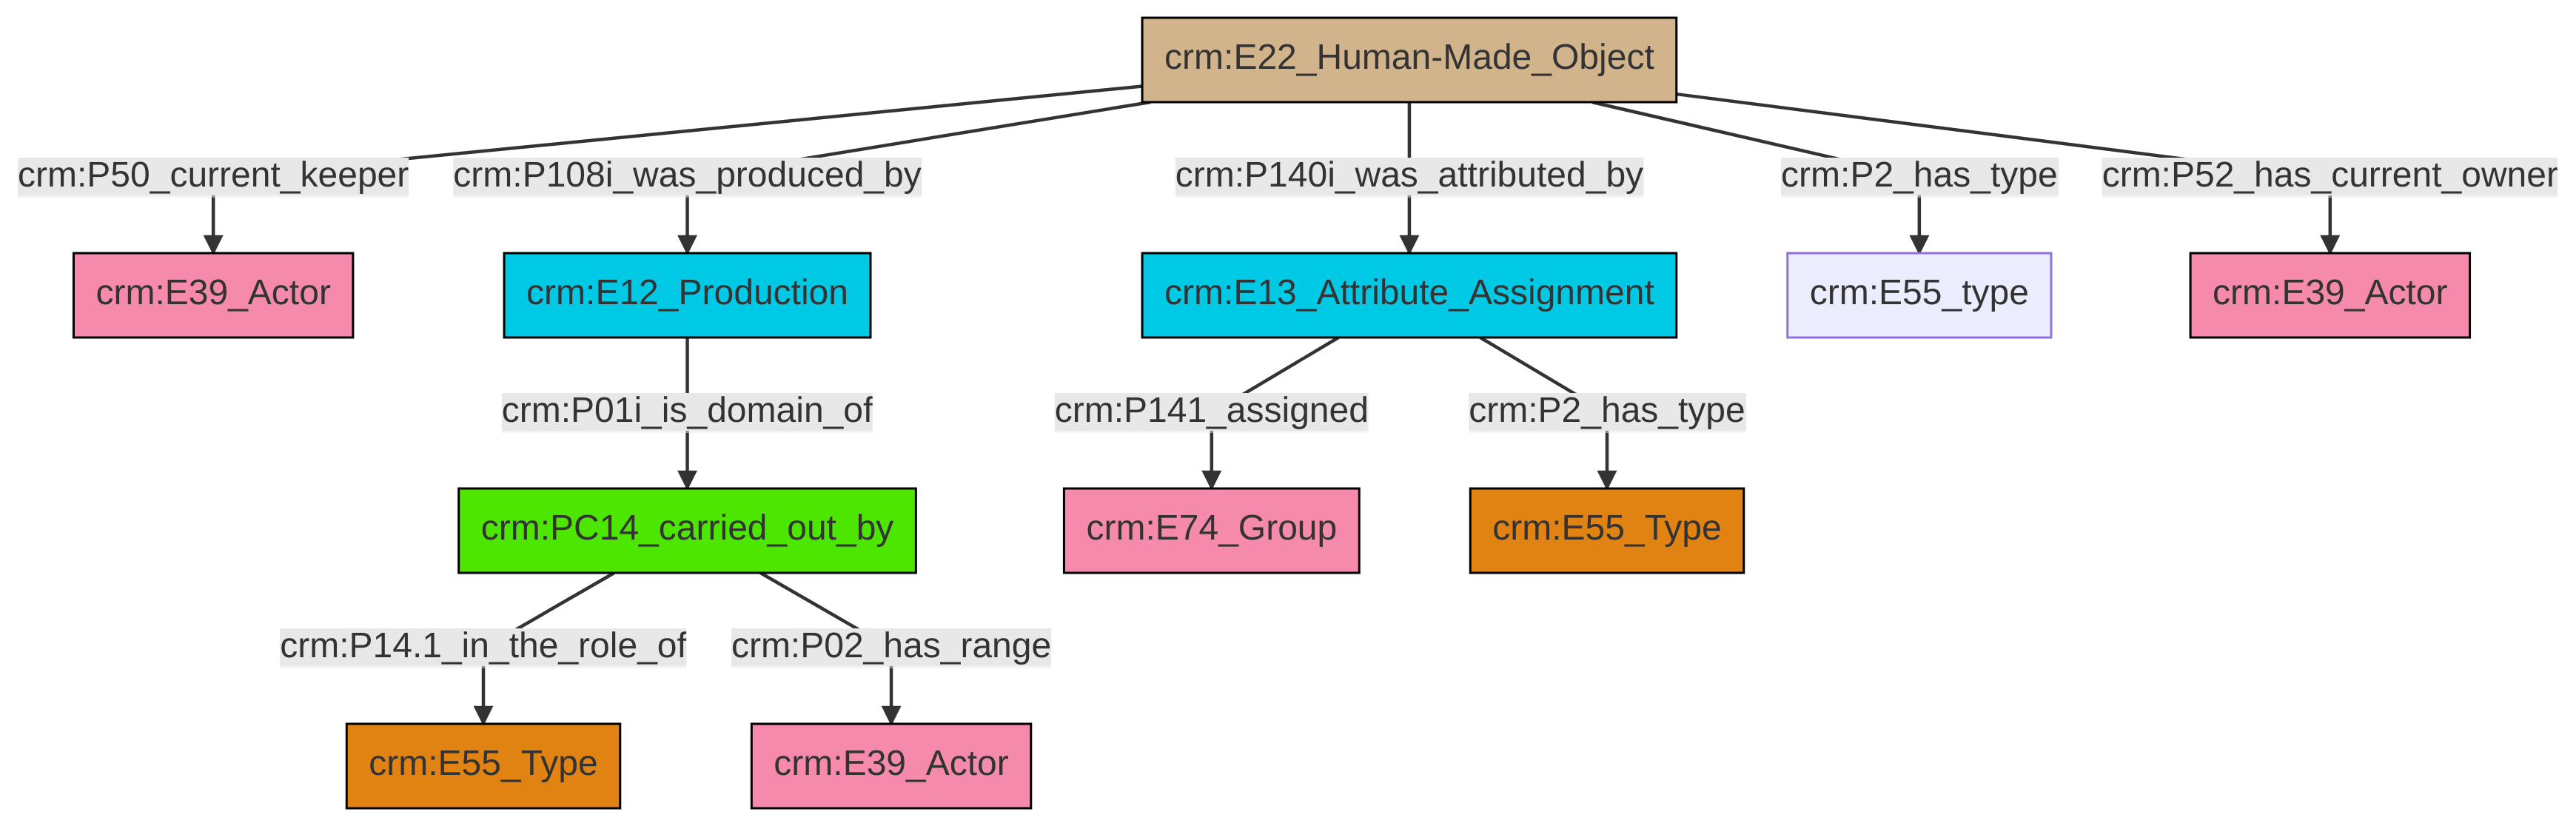 crm:E22_Human-Made_Object
crm:P50_current_keeper
crm:P108i_was_produced_by
crm:P140i_was_attributed_by
crm:P2_has_type
crm:P52_has_current_owner
crm:E39_Actor
crm:E12_Production
crm:E13_Attribute_Assignment
crm:E55_type
crm:E39_Actor
crm:P01i_is_domain_of
crm:P141_assigned
crm:P2_has_type
crm:PC14_carried_out_by
crm:E74_Group
crm:E55_Type
crm:P14.1_in_the_role_of
crm:P02_has_range
crm:E55_Type
crm:E39_Actor